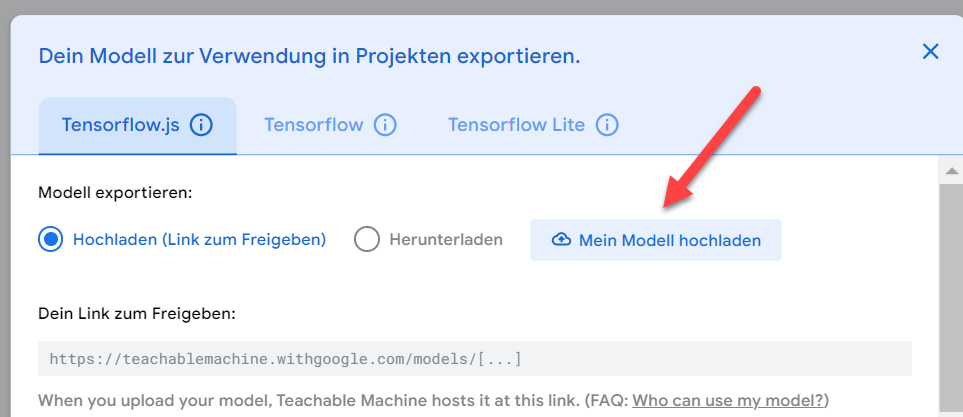 Dein Modell zur Verwendung in Projekten exportieren.
Tensorflow.js Tensorflow Tensorflow Lite
Modell exportieren:
Hochladen (Link zum Freigeben) Herunterladen Mein Modell hochladen
Dein Link zum Freigeben:
https://teachablemachine.withgoogle.com/models/[...]
When you upload your model, Teachable Machine hosts it at this link. (FAQ: Who can use my model?)